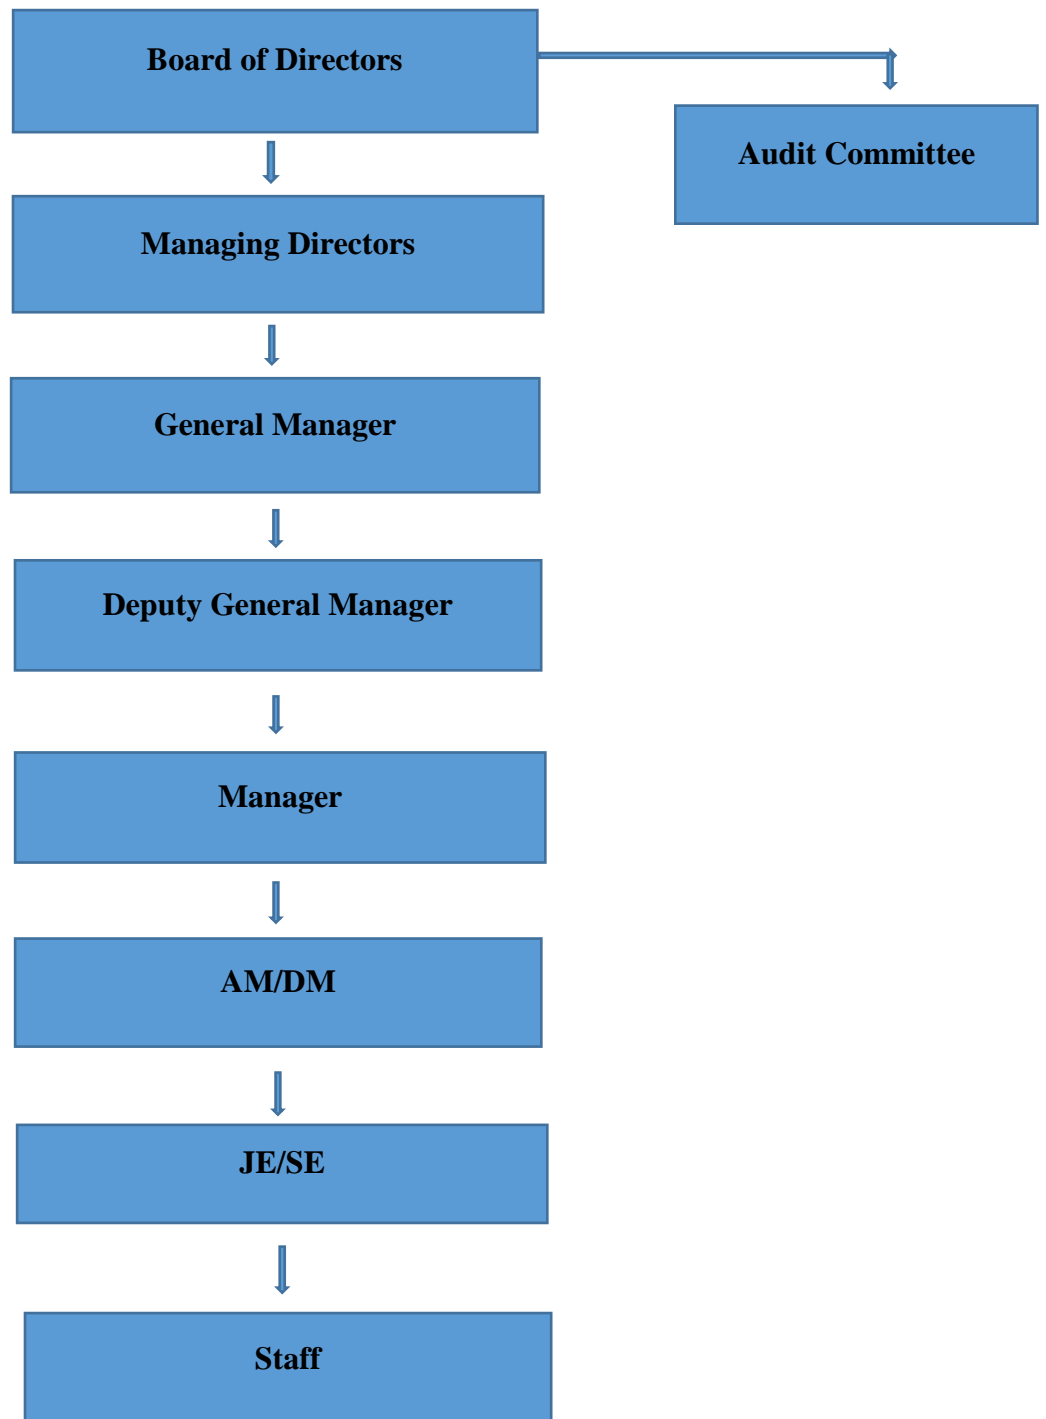 Board of Directors
Audit Committee
Managing Directors
General Manager
Deputy General Manager
Manager
AM/DM
JE/SE
Staff